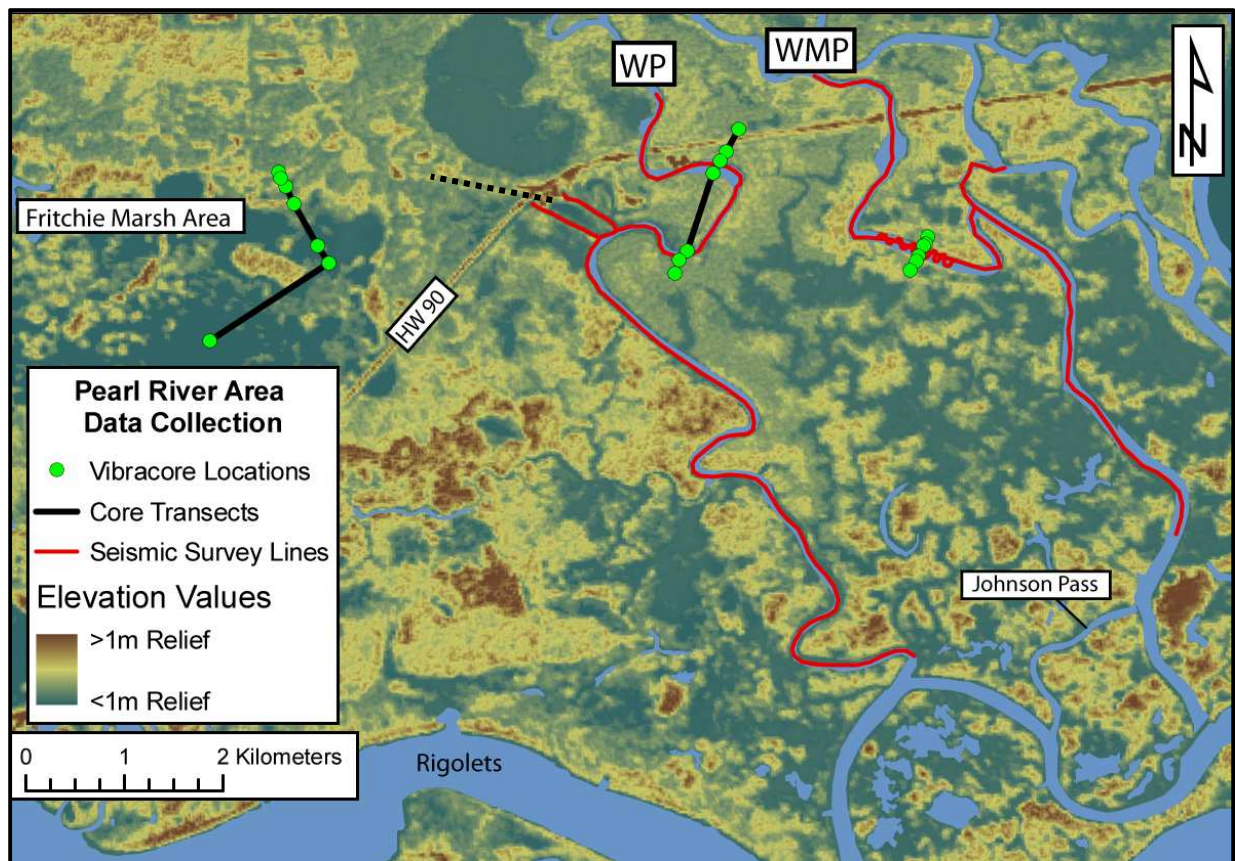 WP
WMP
N
Fritchie Marsh Area
HW 90
Pearl River Area
Data Collection
Vibracore Locations
Core Transects
Seismic Survey Lines
Elevation Values
>1m Relief
<1m Relief
Johnson Pass
0 1 2 Kilometers
Rigolets